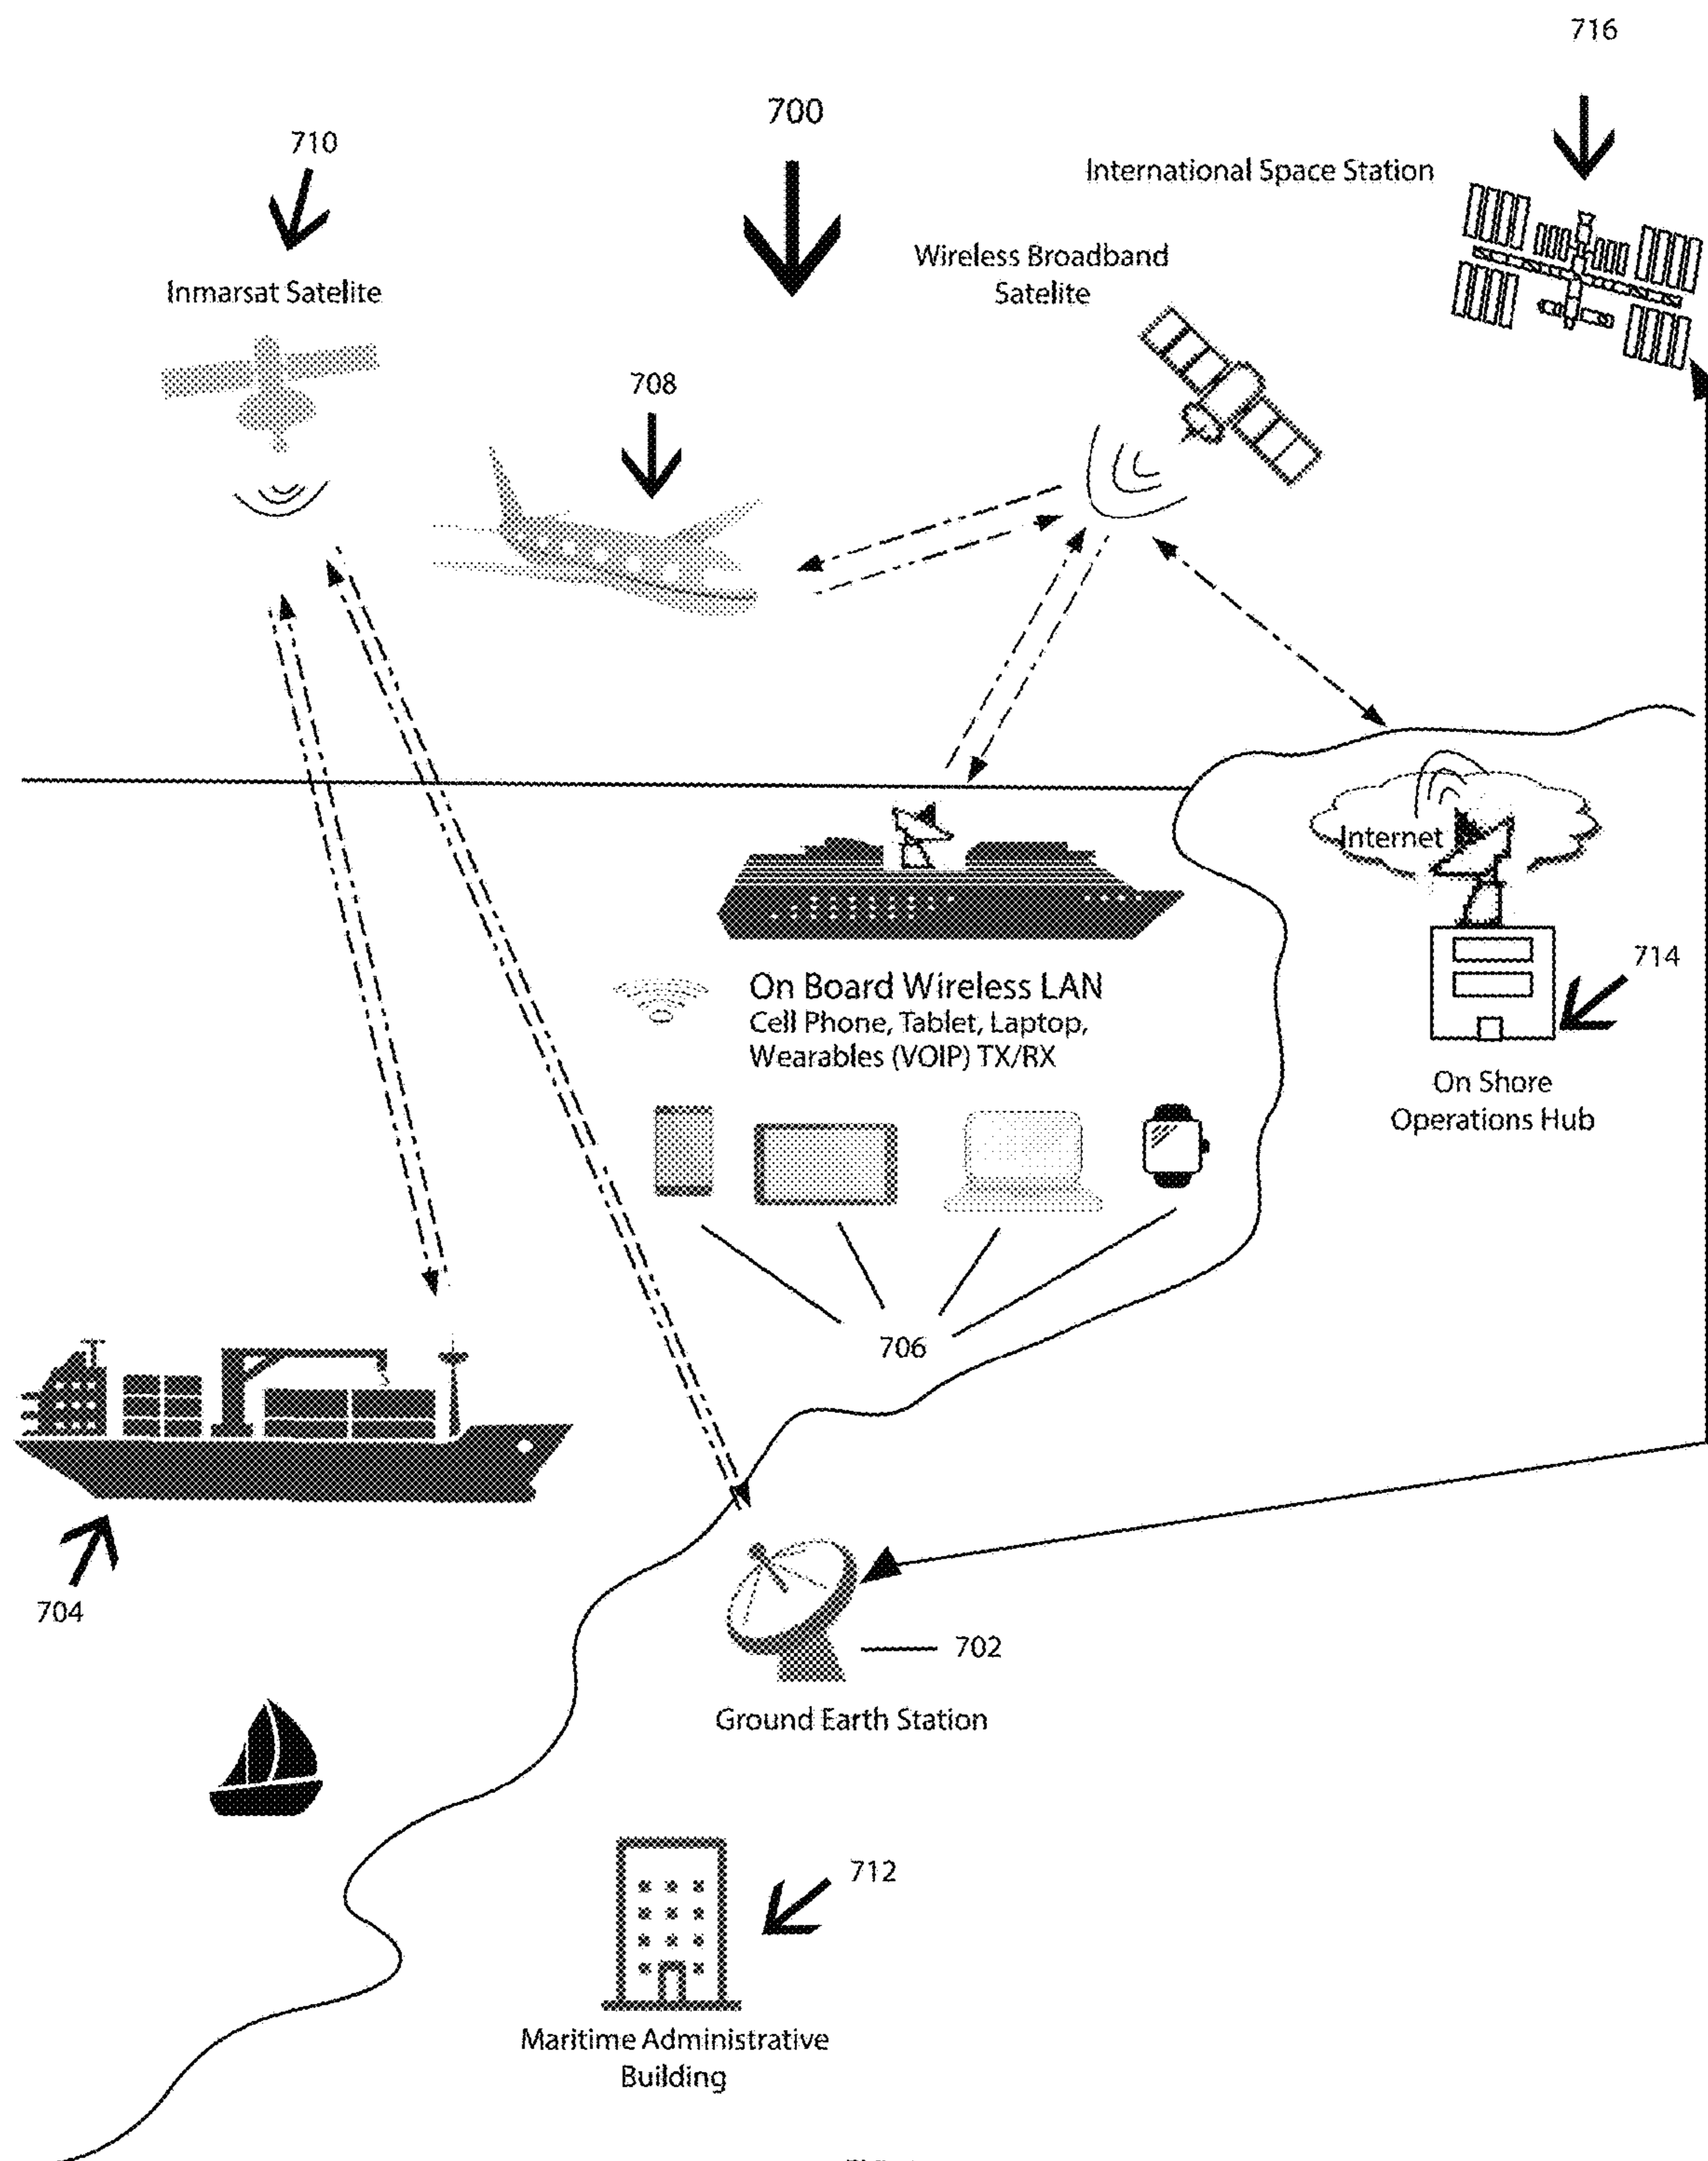 716
700
710
International Space Station
Wireless Broadband
Satelite
Inmarsat Satelite
708
Internet
714
On Board Wireless LAN
Cell Phone, Tablet, Laptop,
Wearables (VOIP) TX/RX
On Shore
Operations Hub
706
704
702
Ground Earth Station
712
Maritime Administrative
Building